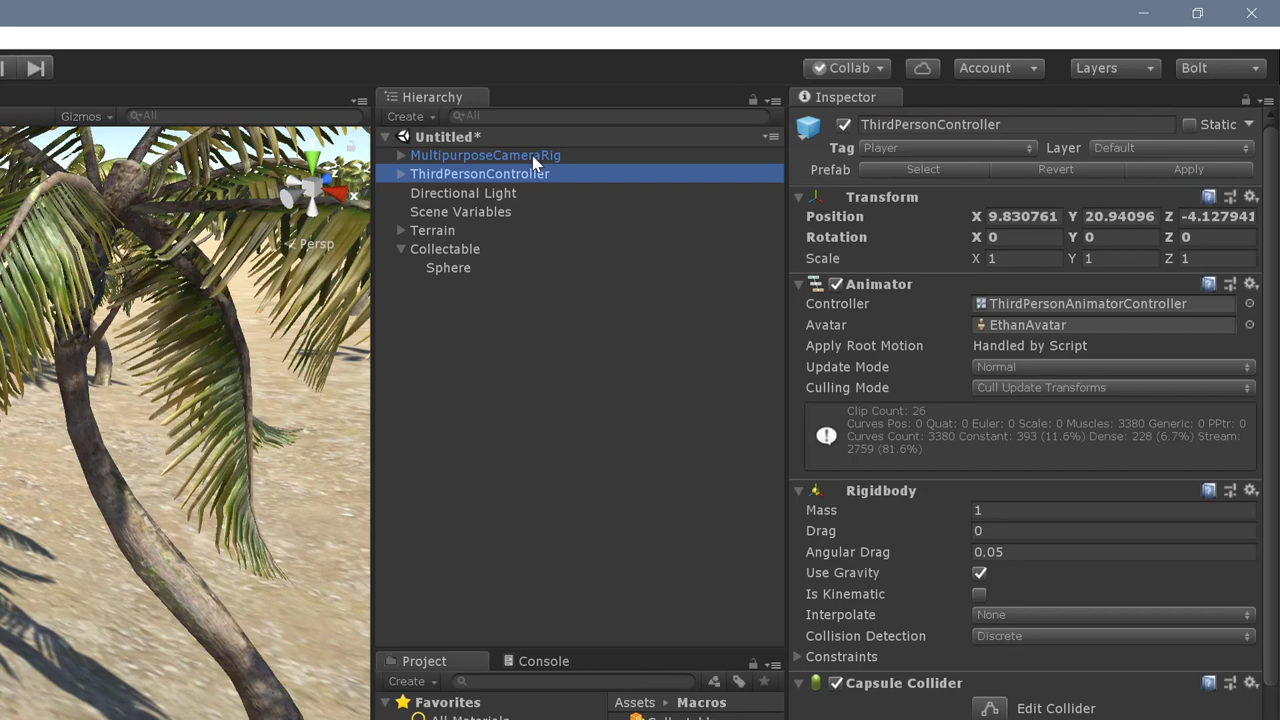 Collab
Account
Layers
Bolt
Gizmos
All
Persp
z
x
Hierarchy
Create
All
Untitled*
MultipurposeCameraRig
ThirdPersonController
Directional Light
Scene Variables
Terrain
Collectable
Sphere
Project
Console
Create
Favorites
Assets
Macros
Inspector
ThirdPersonController
Static
Tag
Player
Layer
Default
Prefab
Select
Revert
Apply
Transform
Position
X 9.830761 Y 20.94096 Z -4.127941
Rotation
X 0 Y 0 Z 0
Scale
X 1 Y 1 Z 1
Animator
Controller
ThirdPersonAnimatorController
Avatar
EthanAvatar
Apply Root Motion
Handled by Script
Update Mode
Normal
Culling Mode
Cull Update Transforms
Clip Count: 26
Curves Pos: 0 Quat: 0 Euler: 0 Scale: 0 Muscles: 3380 Generic: 0 PPtr: 0
Curves Count: 3380 Constant: 393 (11.6%) Dense: 228 (6.7%) Stream:
2759 (81.6%)
Rigidbody
Mass
1
Drag
0
Angular Drag
0.05
Use Gravity
Is Kinematic
Interpolate
None
Collision Detection
Discrete
Constraints
Capsule Collider
Edit Collider